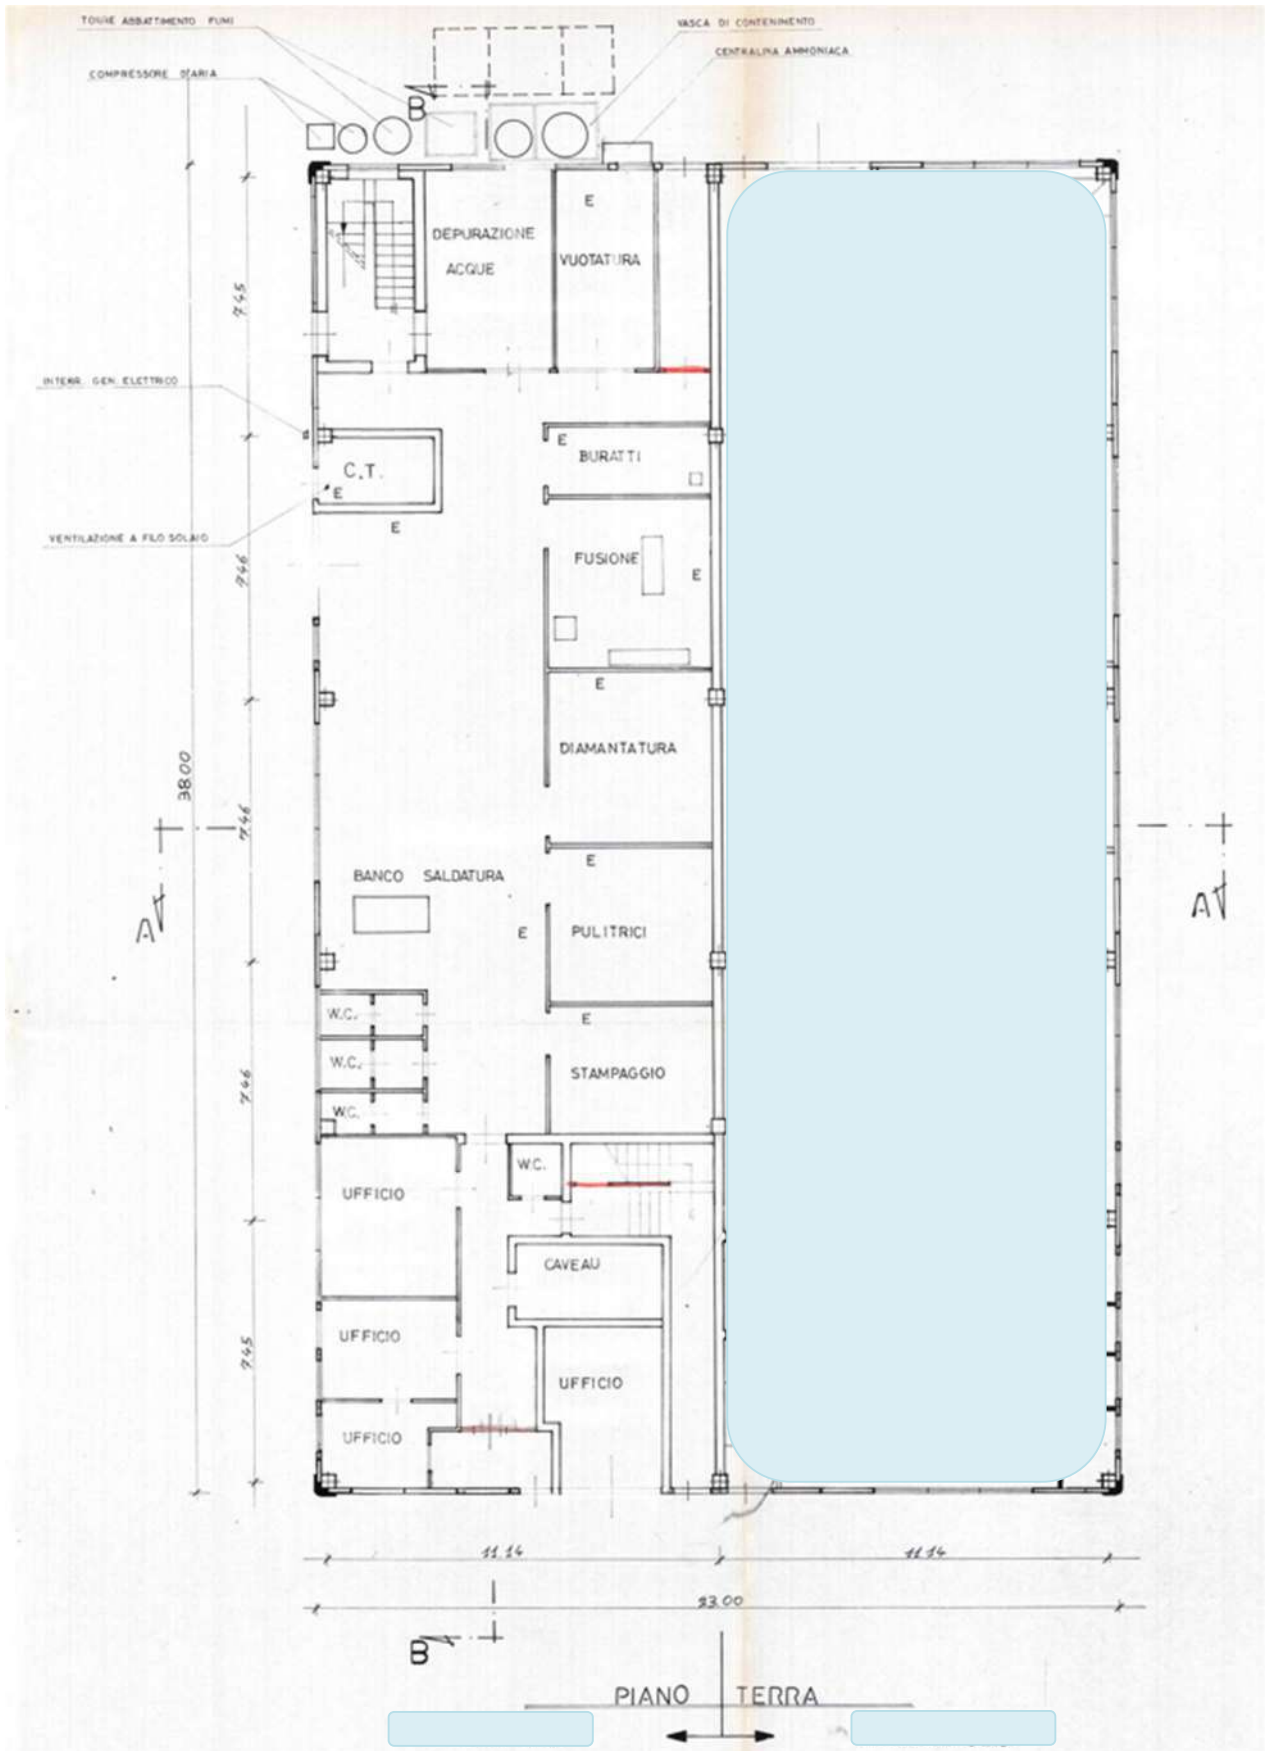 TORRE ABBATTIMENTO FUMI
VASCA DI CONTENIMENTO
CENTRALINA AMMONIACA
COMPRESSORE D'ARIA
B
E
DEPURAZIONE
ACQUE
VUOTATURA
7.45
INTERR. GEN. ELETTRICO
E
BURATTI
C.T.
E
E
VENTILAZIONE A FILO SOLAIO
FUSIONE
E
7.46
E
DIAMANTATURA
38.00
7.46
E
BANCO SALDATURA
A
A
E
PULITRICI
W.C.
E
W.C.
STAMPAGGIO
7.46
W.C.
W.C.
UFFICIO
CAVEAU
UFFICIO
7.45
UFFICIO
UFFICIO
11.14
11.14
23.00
B
PIANO TERRA